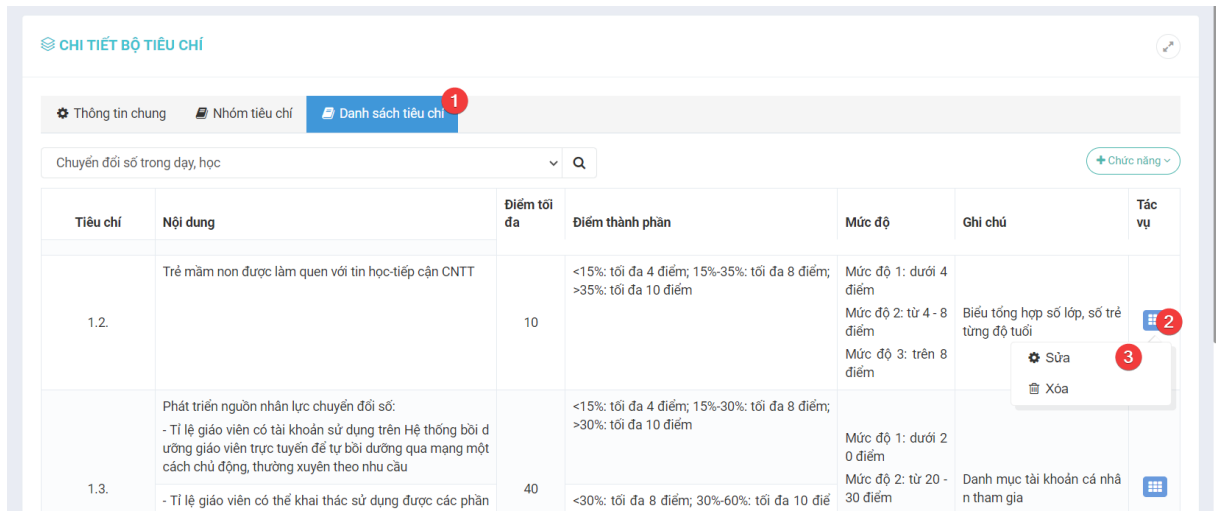 CHI TIẾT BỘ TIÊU CHÍ
Thông tin chung
Nhóm tiêu chí
Danh sách tiêu chí
1
Chuyển đổi số trong dạy, học
Chức năng
Tiêu chí
Nội dung
Điểm tối
đa
Điểm thành phần
Mức độ
Ghi chú
Tác
vụ
1.2.
Trẻ mầm non được làm quen với tin học-tiếp cận CNTT
10
<15%: tối đa 4 điểm; 15%-35%: tối đa 8 điểm;
>35%: tối đa 10 điểm
Mức độ 1: dưới 4
điểm
Mức độ 2: từ 4 - 8
điểm
Mức độ 3: trên 8
điểm
Biểu tổng hợp số lớp, số trẻ
từng độ tuổi
2
Sửa
3
Xóa
1.3.
Phát triển nguồn nhân lực chuyển đổi số:
- Tỉ lệ giáo viên có tài khoản sử dụng trên Hệ thống bồi d
ưỡng giáo viên trực tuyến để tự bồi dưỡng qua mạng một
cách chủ động, thường xuyên theo nhu cầu
- Tỉ lệ giáo viên có thể khai thác sử dụng được các phần
40
<15%: tối đa 4 điểm; 15%-30%: tối đa 8 điểm;
>30%: tối đa 10 điểm
<30%: tối đa 8 điểm; 30%-60%: tối đa 10 điể
Mức độ 1: dưới 2
0 điểm
Mức độ 2: từ 20 -
30 điểm
Danh mục tài khoản cá nhâ
n tham gia